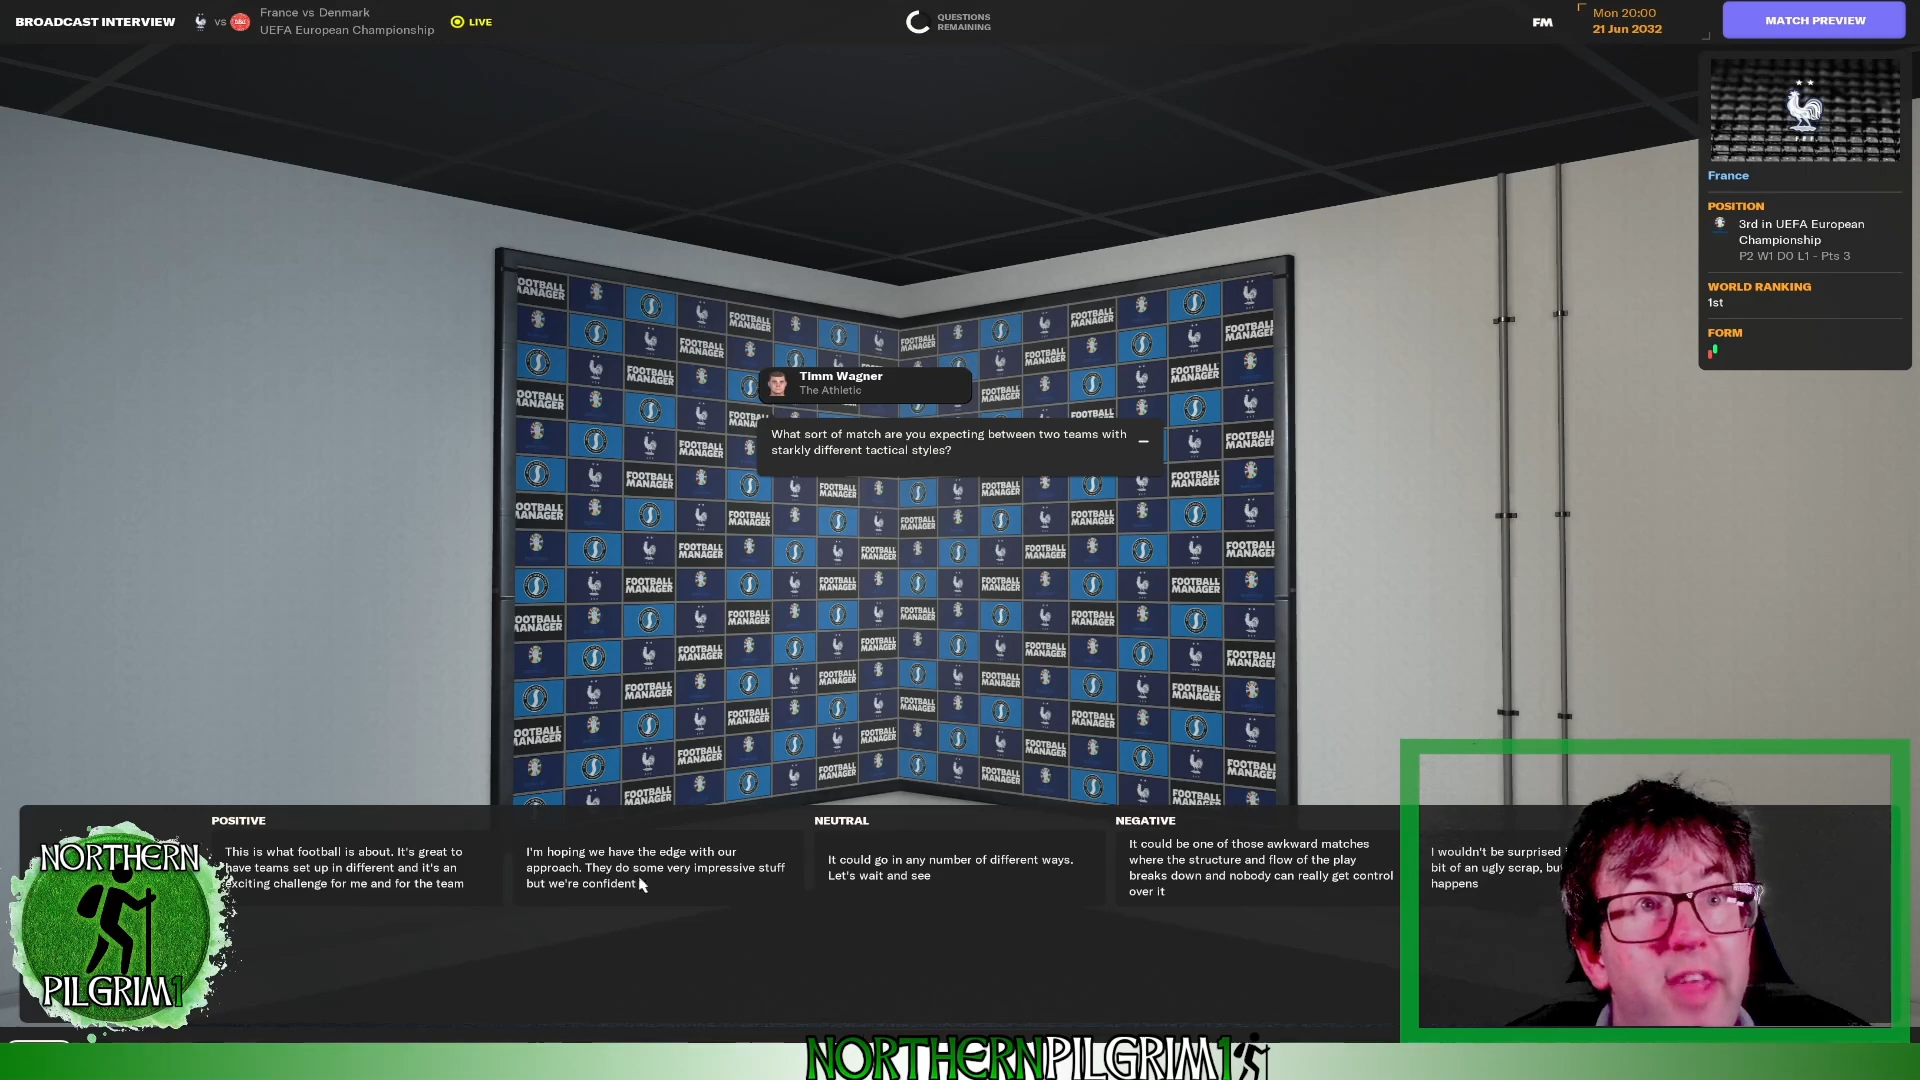 BROADCAST INTERVIEW
vs
France vs Denmark
UEFA European Championship
LIVE
QUESTIONS
REMAINING
FM
Mon 20:00
21 Jun 2032
MATCH PREVIEW
France
POSITION
3rd in UEFA European
Championship
P2 W1 D0 L1 - Pts 3
WORLD RANKING
1st
FORM
FOOTBALL
MANAGER
Timm Wagner
The Athletic
What sort of match are you expecting between two teams with
starkly different tactical styles?
POSITIVE
This is what football is about. It's great to
have teams set up in different and it's an
exciting challenge for me and for the team
I'm hoping we have the edge with our
approach. They do some very impressive stuff
but we're confident
NEUTRAL
It could go in any number of different ways.
Let's wait and see
NEGATIVE
It could be one of those awkward matches
where the structure and flow of the play
breaks down and nobody can really get control
over it
I wouldn't be surprised
bit of an ugly scrap, bu
happens
NORTHERN
PILGRIM1
NORTHERNPILGRIM1